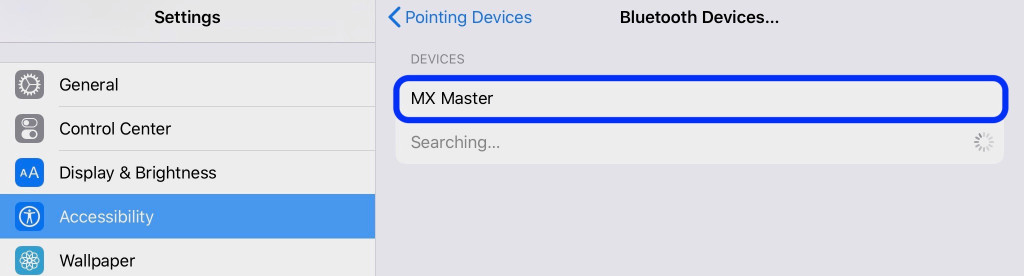 Settings
General
Control Center
AA Display & Brightness
Accessibility
Wallpaper
Pointing Devices
Bluetooth Devices...
DEVICES
MX Master
Searching...